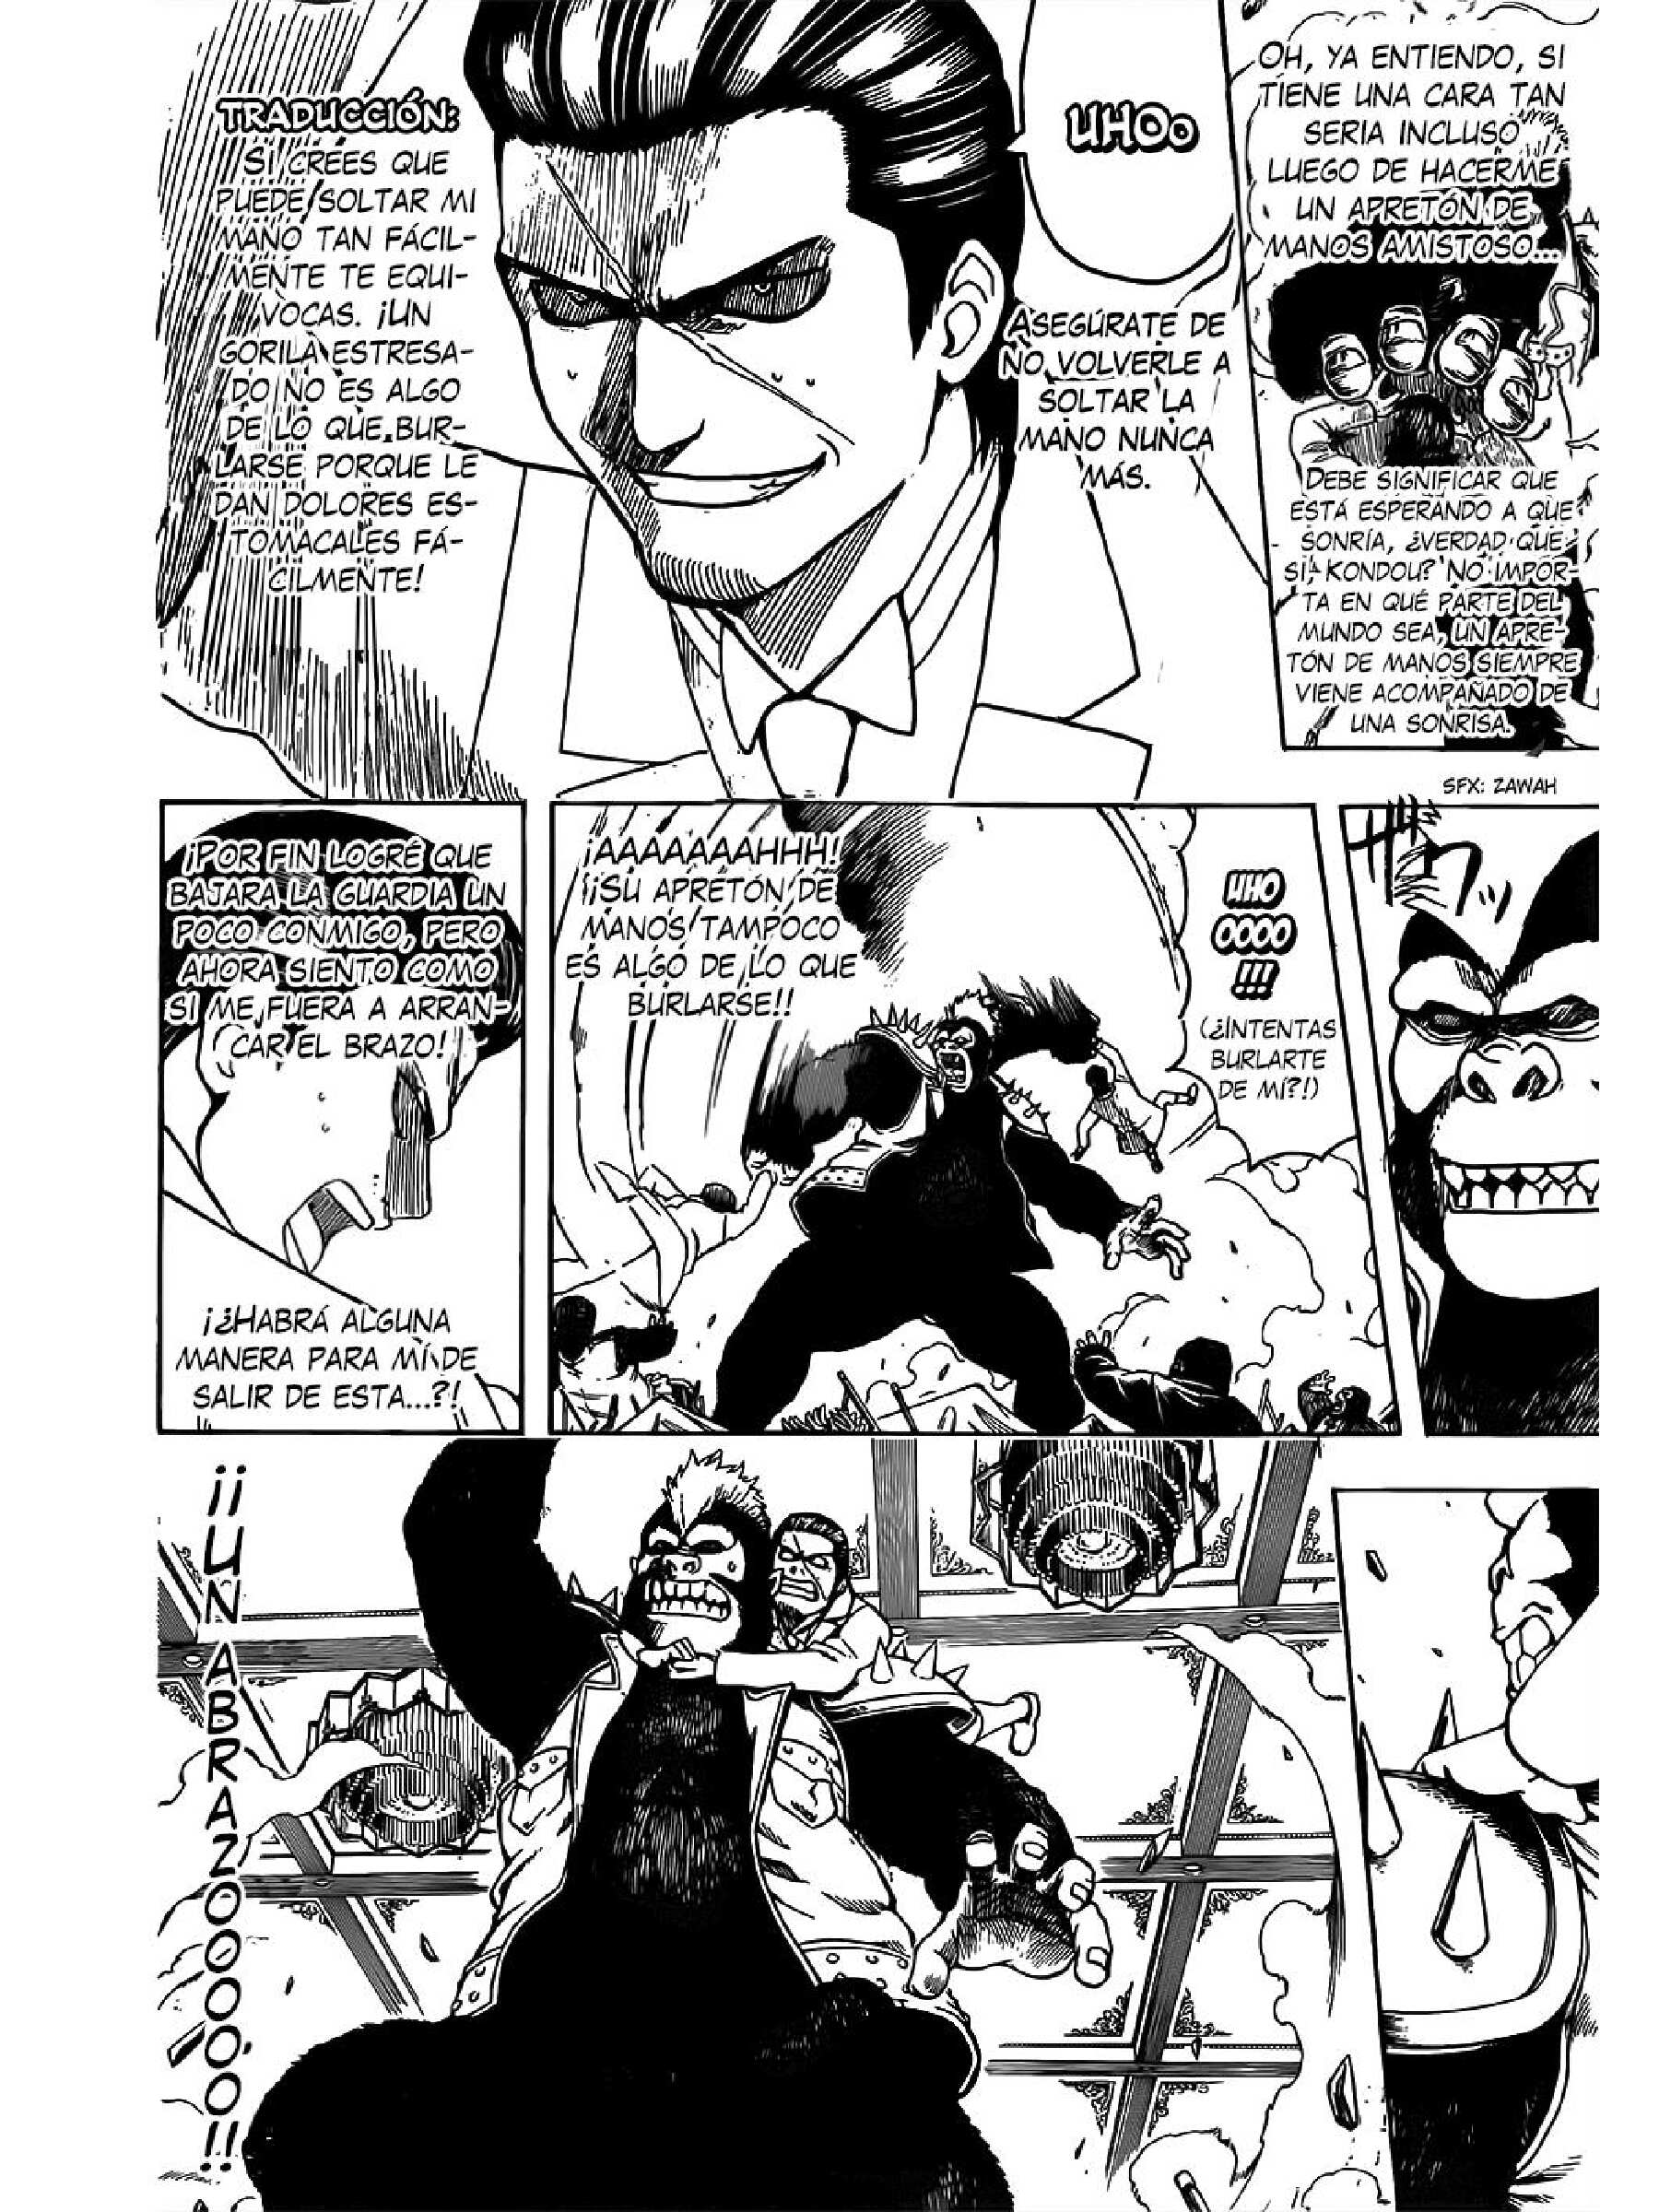 OH, YA ENTIENDO, SI
TIENE UNA CARA TAN
SERIA INCLUSO
LUEGO DE HACERME
UN APRETÓN DE
MANOS AMISTOSO...
DEBE SIGNIFICAR QUE
ESTÁ ESPERANDO A QUE
SONRÍA, ¿VERDAD QUE
SÍ, KONDOU? NO IMPOR-
TA EN QUÉ PARTE DEL
MUNDO SEA, UN APRE-
TÓN DE MANOS SIEMPRE
VIENE ACOMPAÑADO DE
UNA SONRISA.
UHOO
ASEGÚRATE DE
NO VOLVERLE A
SOLTAR LA
MANO NUNCA
MÁS.
TRADUCCIÓN:
SI CREES QUE
PUEDE SOLTAR MI
MANO TAN FÁCIL-
MENTE TE EQUI-
VOCAS. ¡UN
GORILA ESTRESA-
DO NO ES ALGO
DE LO QUE BUR-
LARSE PORQUE LE
DAN DOLORES ES-
TOMACALES FÁ-
CILMENTE!
SFX: ZAWAH
ザワッ
UHO
OOOO
!!!
(¿INTENTAS
BURLARTE
DE MÍ?!)
¡AAAAAAAHHH!
¡¡SU APRETÓN DE
MANOS TAMPOCO
ES ALGO DE LO QUE
BURLARSE!!
¡POR FIN LOGRÉ QUE
BAJARA LA GUARDIA UN
POCO CONMIGO, PERO
AHORA SIENTO COMO
SI ME FUERA A ARRAN-
CAR EL BRAZO!
¡¿HABRÁ ALGUNA
MANERA PARA MÍ DE
SALIR DE ESTA...?!
¡¡UN ABRAZOOOOOO!!